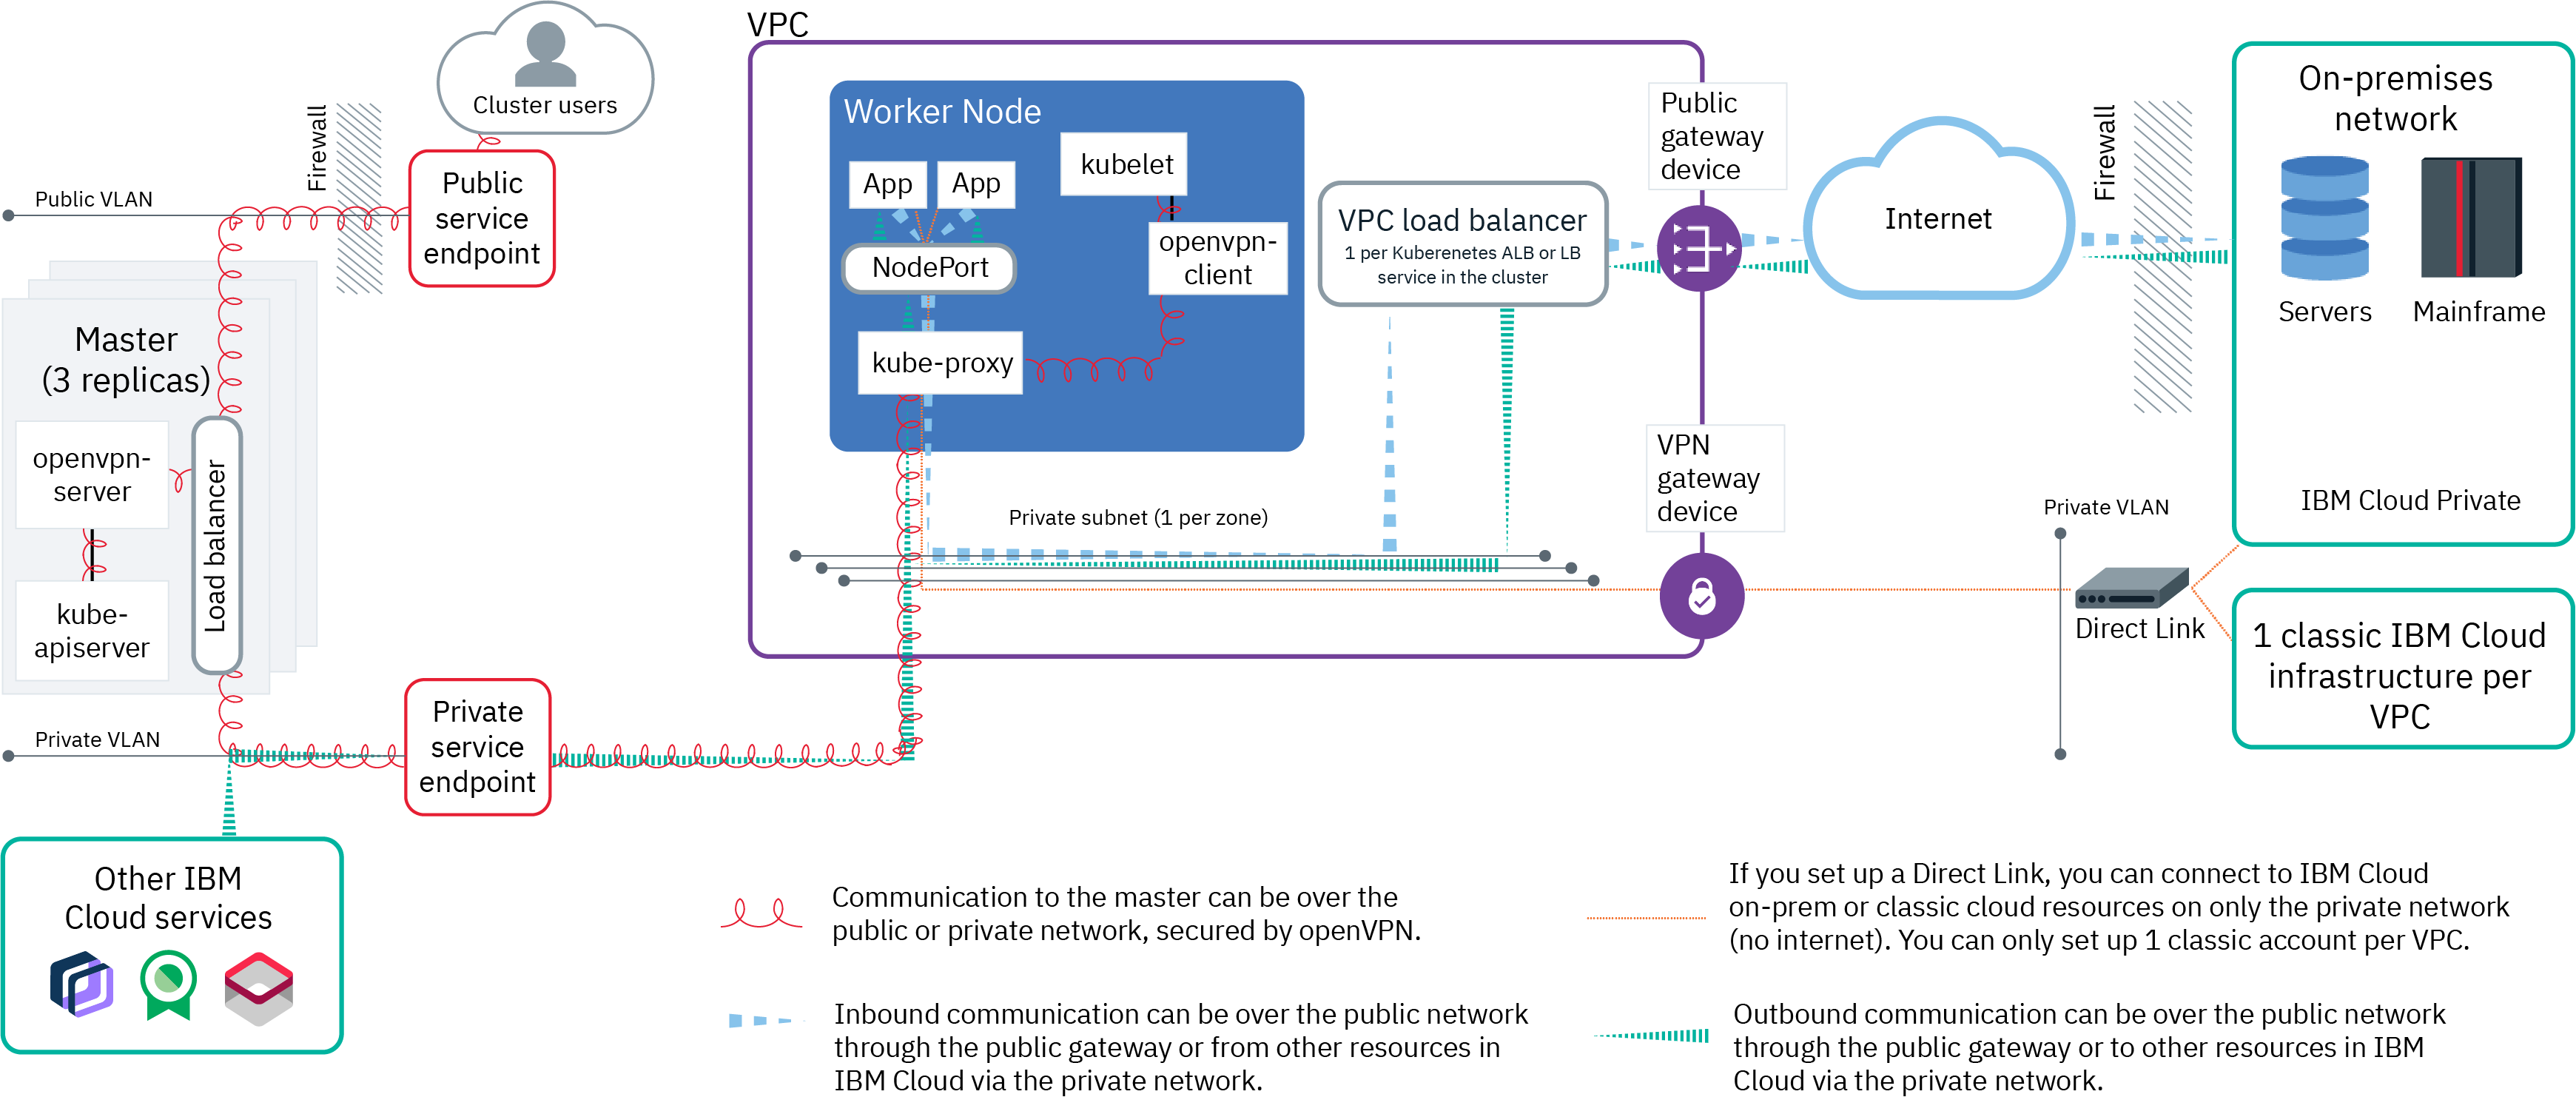 VPC
Cluster users
Firewall
Public VLAN
Public
service
endpoint
Master
(3 replicas)
openvpn-
server
kube-
apiserver
Load balancer
Private VLAN
Private
service
endpoint
Other IBM
Cloud services
Worker Node
App
App
kubelet
openvpn-
client
NodePort
kube-proxy
VPC load balancer
1 per Kuberenetes ALB or LB
service in the cluster
Private subnet (1 per zone)
Public
gateway
device
VPN
gateway
device
Internet
Firewall
On-premises
network
Servers
Mainframe
IBM Cloud Private
Private VLAN
Direct Link
1 classic IBM Cloud
infrastructure per
VPC
Communication to the master can be over the
public or private network, secured by openVPN.
If you set up a Direct Link, you can connect to IBM Cloud
on-prem or classic cloud resources on only the private network
(no internet). You can only set up 1 classic account per VPC.
Inbound communication can be over the public network
through the public gateway or from other resources in
IBM Cloud via the private network.
Outbound communication can be over the public network
through the public gateway or to other resources in IBM
Cloud via the private network.